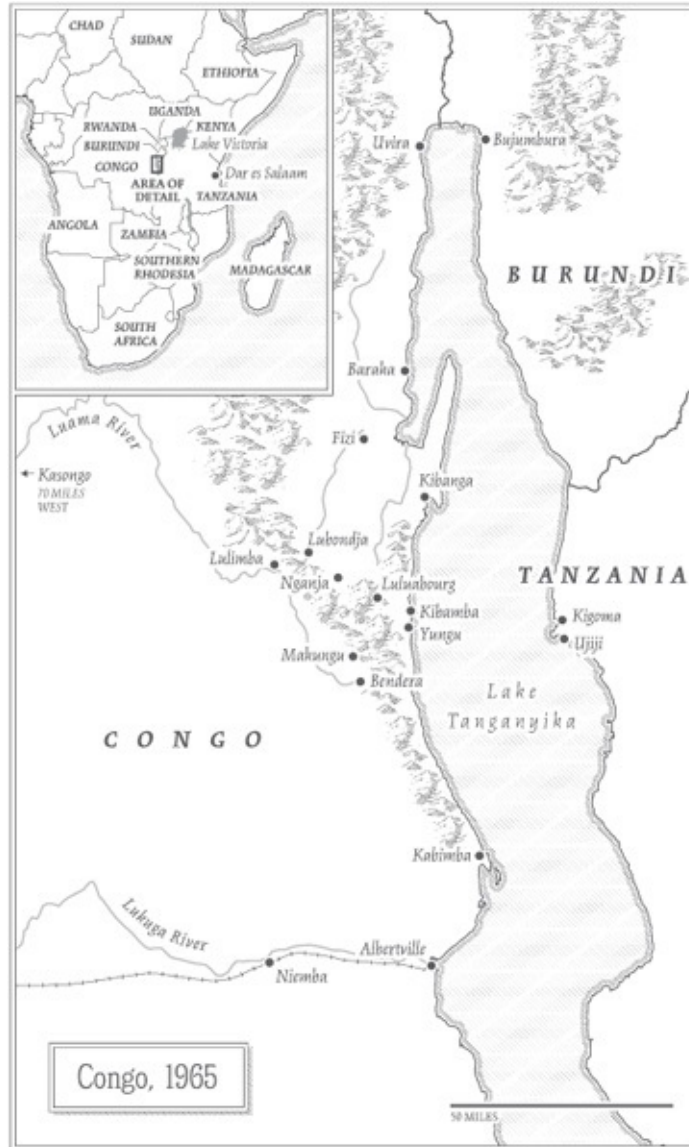 CHAD
SUDAN
ETHIOPIA
UGANDA
RWANDA
KENYA
BURUNDI
Lake Victoria
CONGO
Dar es Salaam
AREA OF
DETAIL
TANZANIA
ANGOLA
ZAMBIA
SOUTHERN
RHODESIA
MADAGASCAR
SOUTH
AFRICA
Uvira
Bujumbura
BURUNDI
Baraka
Luama River
Fizi
Kasongo
70 MILES
WEST
Kibanga
Lubondja
Lulimba
Nganja
Luluabourg
TANZANIA
Kibamba
Kigoma
Yungu
Ujiji
Makungu
Bendera
Lake
Tanganyika
CONGO
Kabimba
Lukuga River
Albertville
Niemba
Congo, 1965
50 MILES